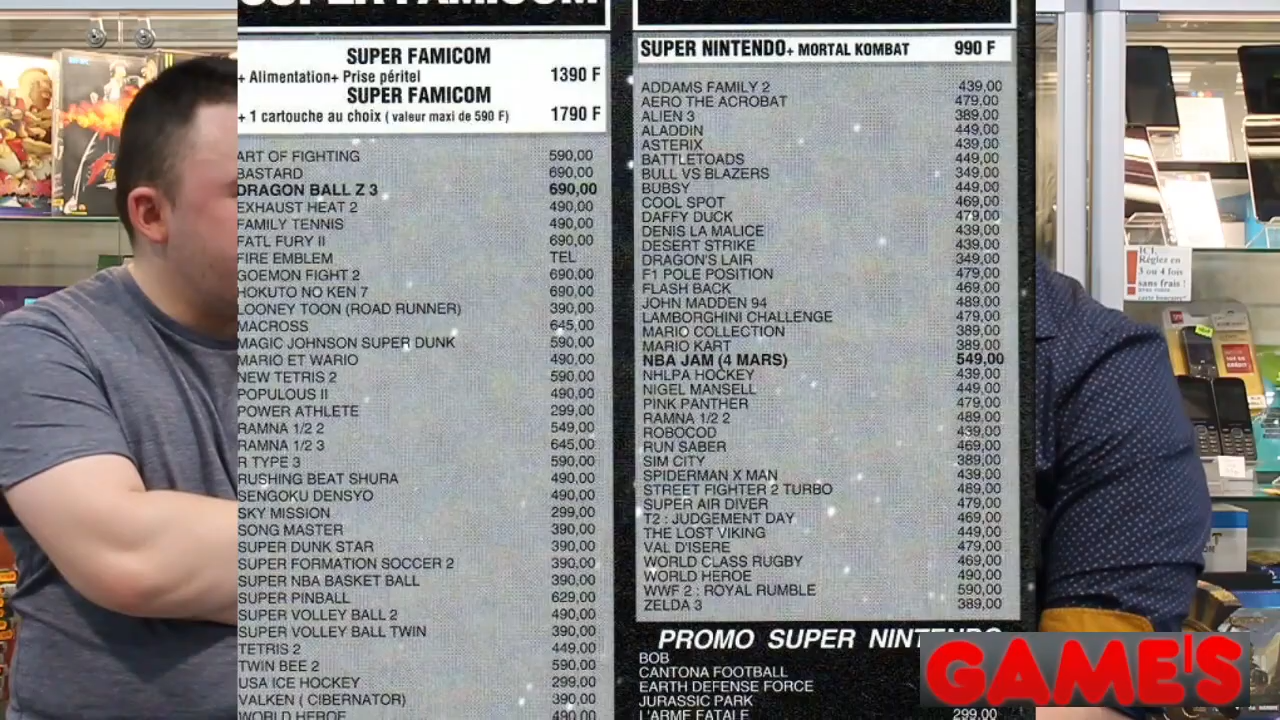 SUPER FAMICOM
SUPER FAMICOM
+ Alimentation+ Prise péritel 1390 F
SUPER FAMICOM
+ 1 cartouche au choix ( valeur maxi de 590 F) 1790 F
ART OF FIGHTING 590,00
BASTARD 690,00
DRAGON BALL Z 3 690,00
EXHAUST HEAT 2 490,00
FAMILY TENNIS 490,00
FATL FURY II 690,00
FIRE EMBLEM TEL
GOEMON FIGHT 2 690,00
HOKUTO NO KEN 7 690,00
LOONEY TOON (ROAD RUNNER) 390,00
MACROSS 645,00
MAGIC JOHNSON SUPER DUNK 590,00
MARIO ET WARIO 490,00
NEW TETRIS 2 590,00
POPULOUS II 490,00
POWER ATHLETE 299,00
RAMNA 1/2 2 549,00
RAMNA 1/2 3 645,00
R TYPE 3 590,00
RUSHING BEAT SHURA 490,00
SENGOKU DENSYO 490,00
SKY MISSION 299,00
SONG MASTER 390,00
SUPER DUNK STAR 390,00
SUPER FORMATION SOCCER 2 390,00
SUPER NBA BASKET BALL 390,00
SUPER PINBALL 629,00
SUPER VOLLEY BALL 2 490,00
SUPER VOLLEY BALL TWIN 390,00
TETRIS 2 449,00
TWIN BEE 2 590,00
USA ICE HOCKEY 299,00
VALKEN ( CIBERNATOR) 390,00
WORLD HEROE 490,00
SUPER NINTENDO+ MORTAL KOMBAT 990 F
ADDAMS FAMILY 2 439,00
AERO THE ACROBAT 479,00
ALIEN 3 389,00
ALADDIN 449,00
ASTERIX 439,00
BATTLETOADS 449,00
BULL VS BLAZERS 349,00
BUBSY 449,00
COOL SPOT 469,00
DAFFY DUCK 479,00
DENIS LA MALICE 439,00
DESERT STRIKE 439,00
DRAGON'S LAIR 349,00
F1 POLE POSITION 479,00
FLASH BACK 469,00
JOHN MADDEN 94 489,00
LAMBORGHINI CHALLENGE 479,00
MARIO COLLECTION 389,00
MARIO KART 389,00
NBA JAM (4 MARS) 549,00
NHLPA HOCKEY 439,00
NIGEL MANSELL 449,00
PINK PANTHER 479,00
RAMNA 1/2 2 489,00
ROBOCOD 439,00
RUN SABER 469,00
SIM CITY 389,00
SPIDERMAN X MAN 439,00
STREET FIGHTER 2 TURBO 489,00
SUPER AIR DIVER 479,00
T2 : JUDGEMENT DAY 469,00
THE LOST VIKING 449,00
VAL D'ISERE 479,00
WORLD CLASS RUGBY 469,00
WORLD HEROE 490,00
WWF 2 : ROYAL RUMBLE 590,00
ZELDA 3 389,00
PROMO SUPER NINTENDO
BOB
CANTONA FOOTBALL
EARTH DEFENSE FORCE
JURASSIC PARK
L'ARME FATALE 299,00
ICI,
Réglez en
3 ou 4 fois
sans frais !
GAME'S